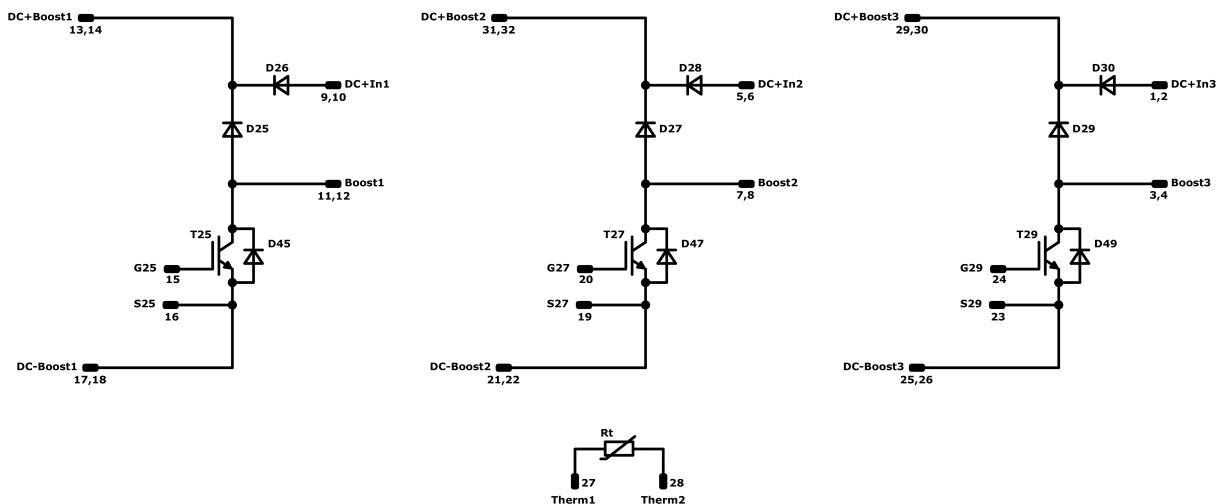 DC+Boost1
13,14
D26
DC+In1
9,10
D25
Boost1
11,12
T25
D45
G25
15
S25
16
DC-Boost1
17,18
DC+Boost2
31,32
D28
DC+In2
5,6
D27
Boost2
7,8
T27
D47
G27
20
S27
19
DC-Boost2
21,22
DC+Boost3
29,30
D30
DC+In3
1,2
D29
Boost3
3,4
T29
D49
G29
24
S29
23
DC-Boost3
25,26
Rt
27
28
Therm1
Therm2